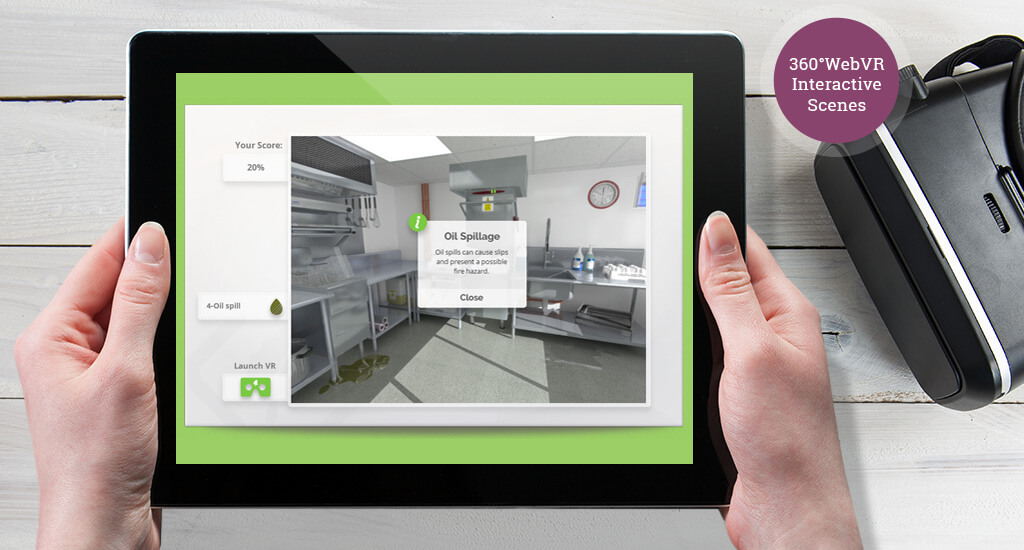 360°WebVR
Interactive
Scenes
Your Score:
20%
i
Oil Spillage
Oil spills can cause slips
and present a possible
fire hazard.
Close
4-Oil spill
Launch VR